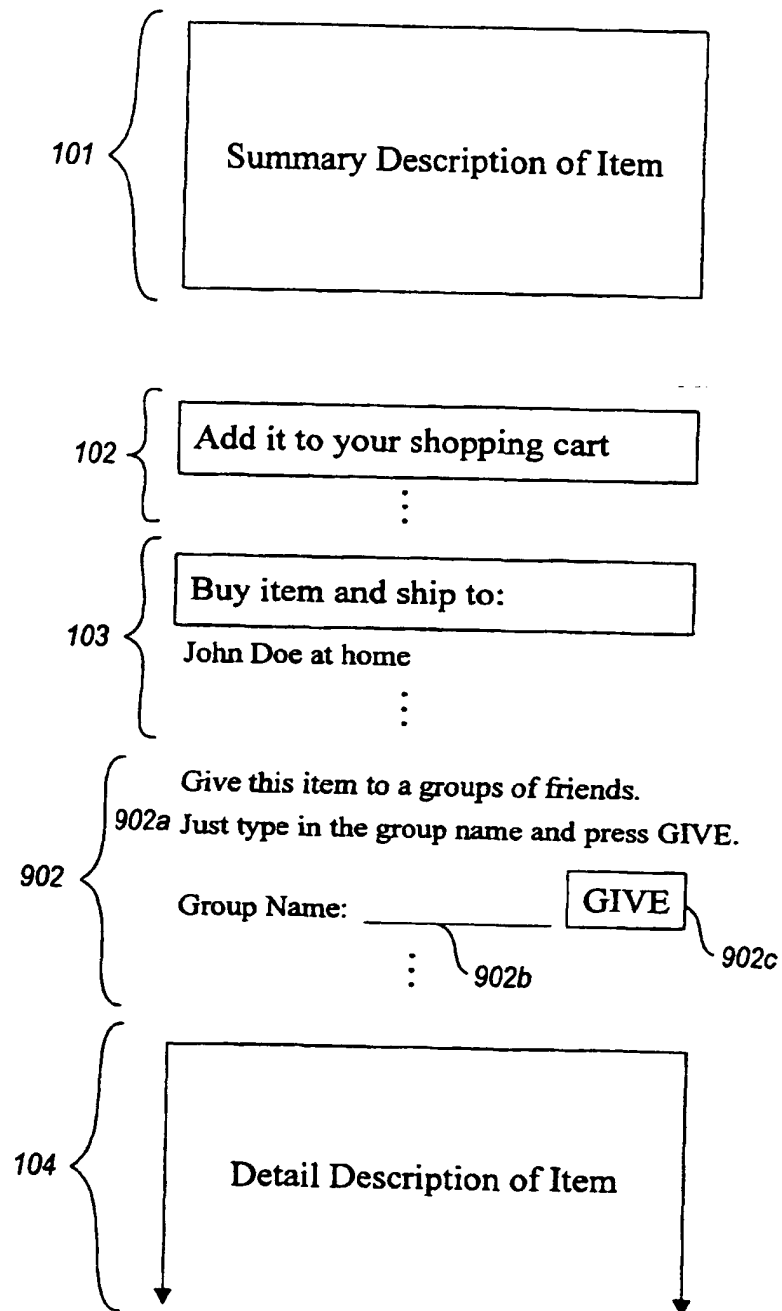 101 Summary Description of Item
102 Add it to your shopping cart
103 Buy item and ship to:
John Doe at home
Give this item to a groups of friends.
902a Just type in the group name and press GIVE.
902
Group Name: GIVE
902b 902c
104 Detail Description of Item